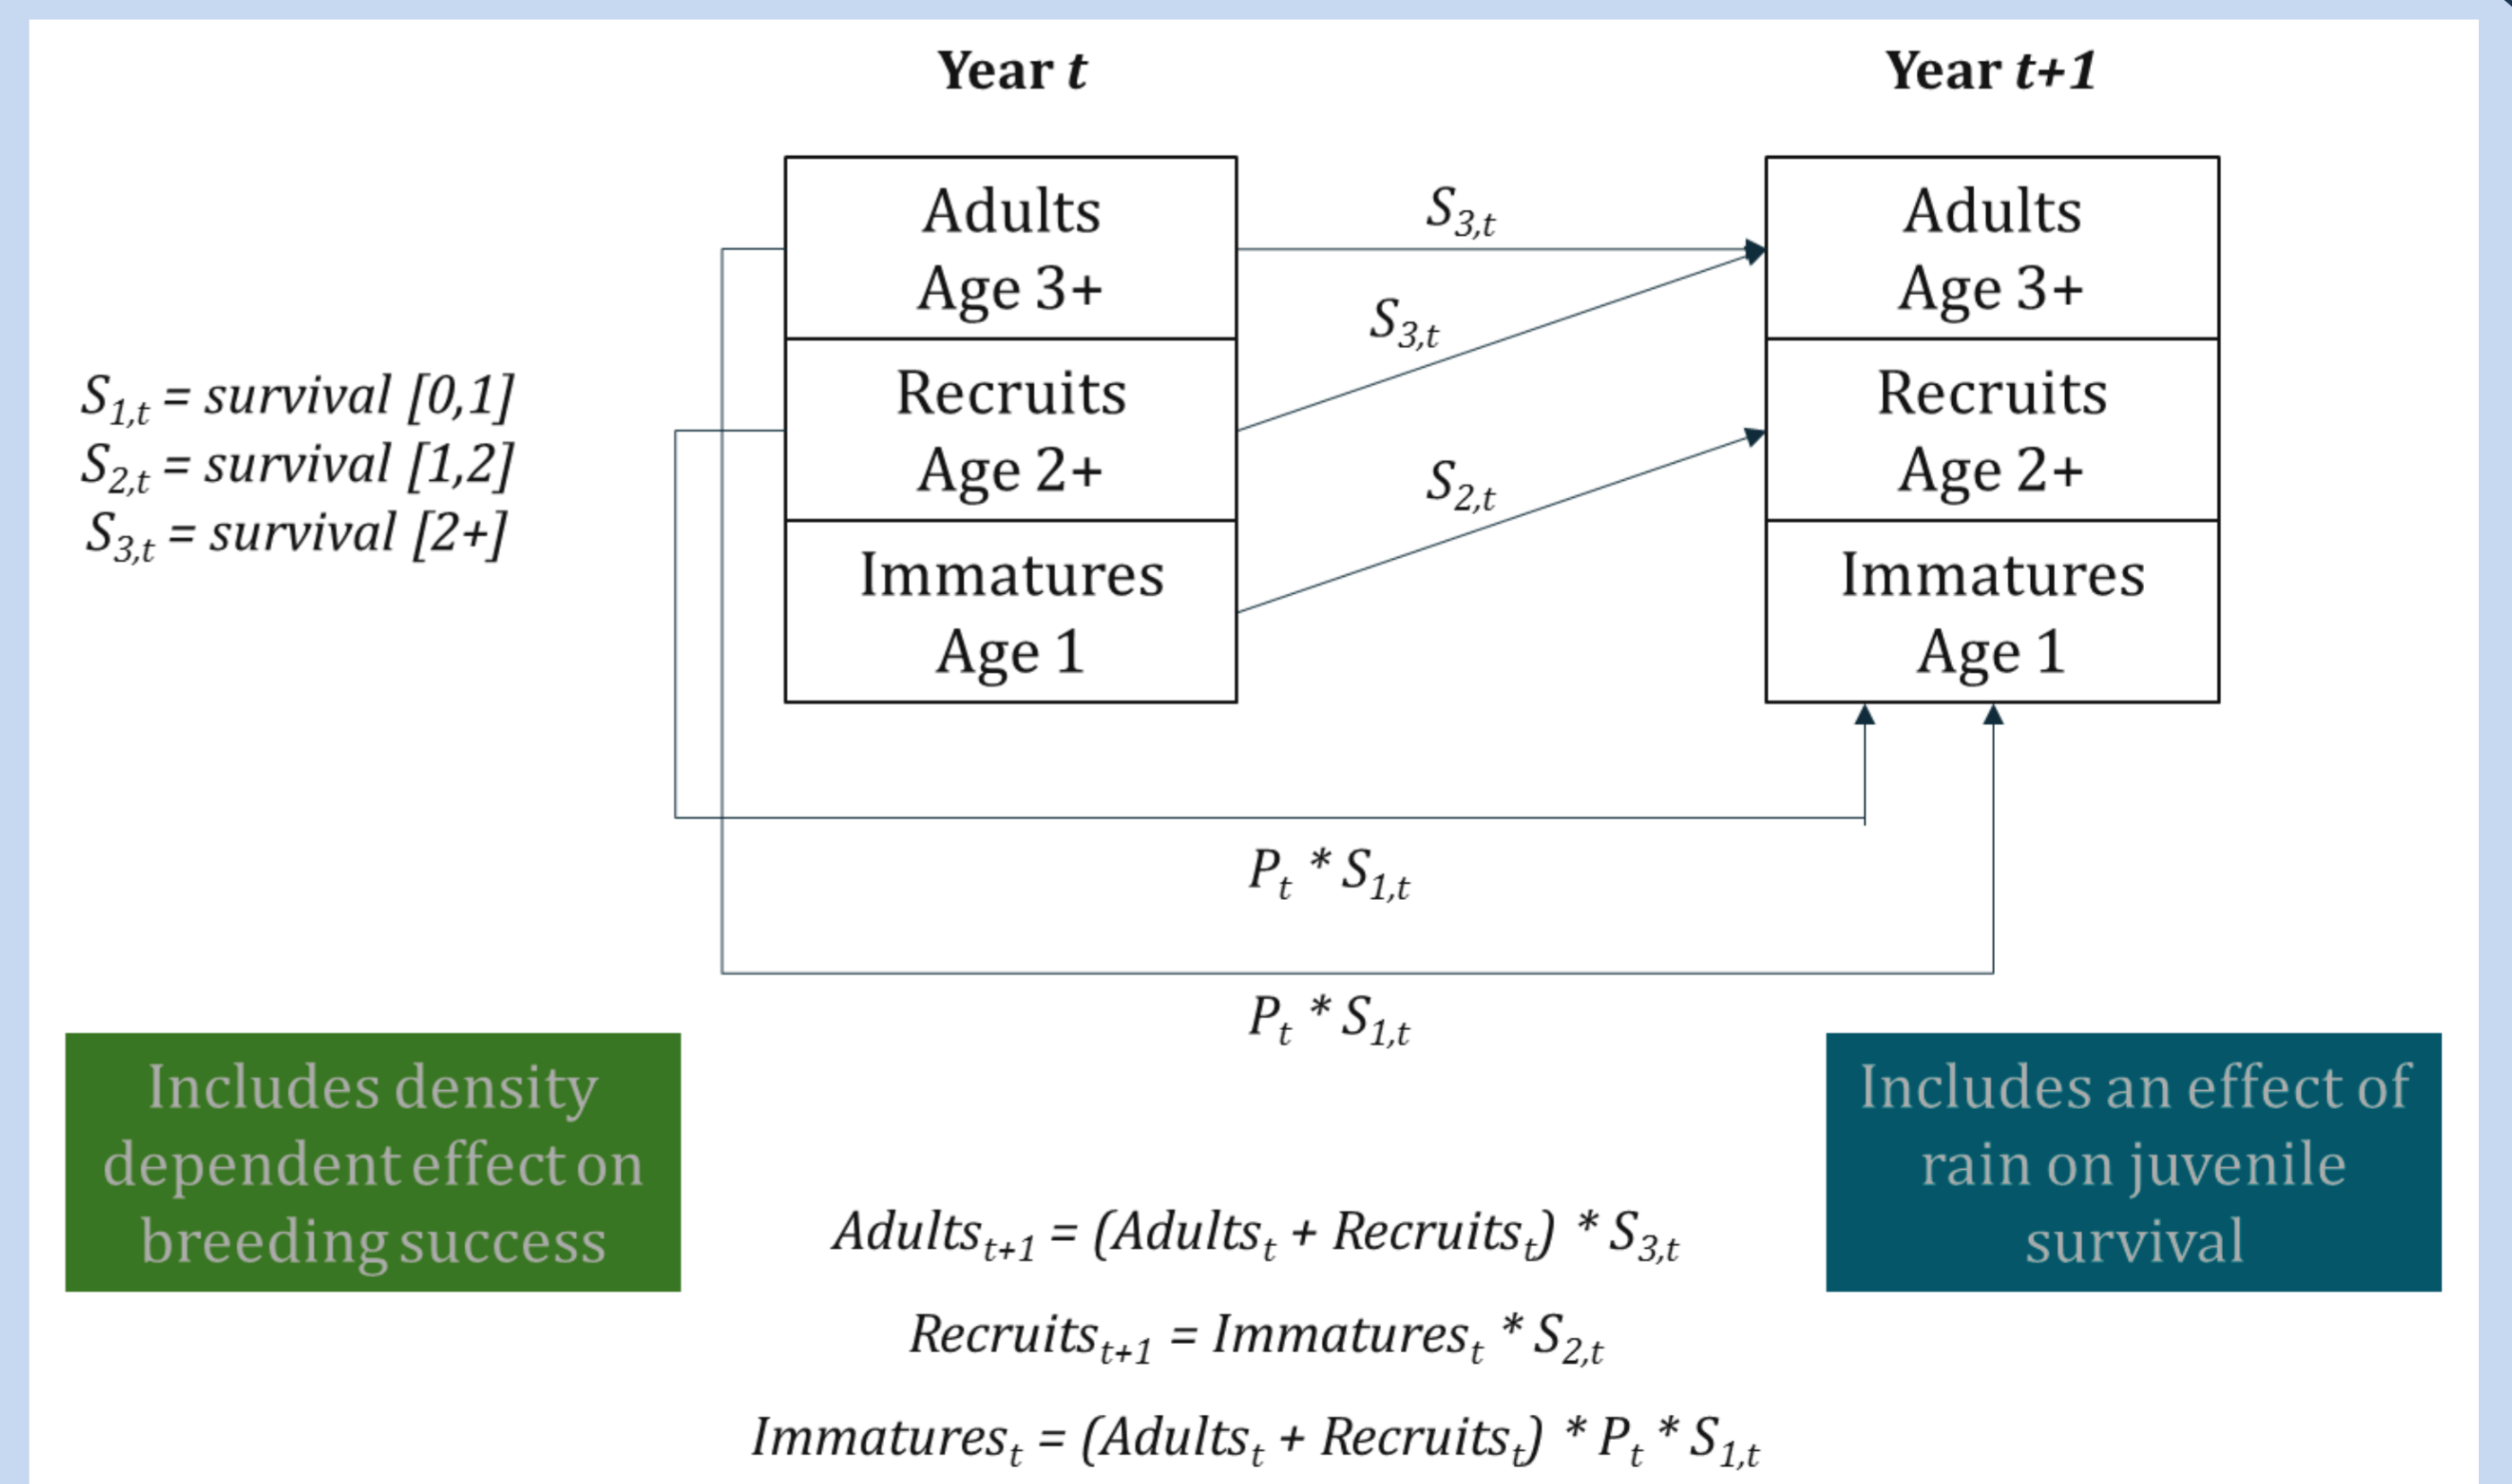 Year t
Year t+1
Adults
Age 3+
Recruits
Age 2+
Immatures
Age 1
S3,t
S3,t
S2,t
Adults
Age 3+
Recruits
Age 2+
Immatures
Age 1
S1,t = survival [0,1]
S2,t = survival [1,2]
S3,t = survival [2+]
Pt * S1,t
Pt * S1,t
Includes density
dependent effect on
breeding success
Includes an effect of
rain on juvenile
survival
Adultst+1 = (Adultst + Recruitst) * S3,t
Recruitst+1 = Immaturest * S2,t
Immaturest = (Adultst + Recruitst) * Pt * S1,t